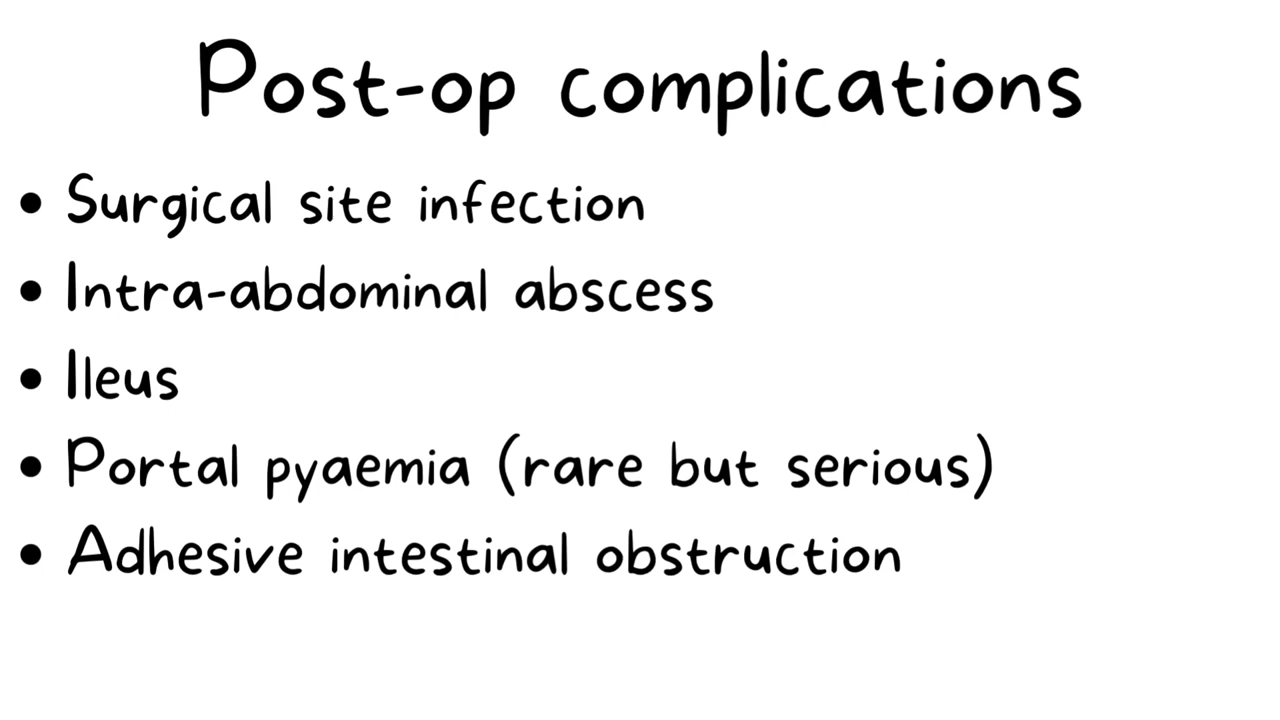 Post-op complications
• Surgical site infection
• Intra-abdominal abscess
• Ileus
• Portal pyaemia (rare but serious)
• Adhesive intestinal obstruction